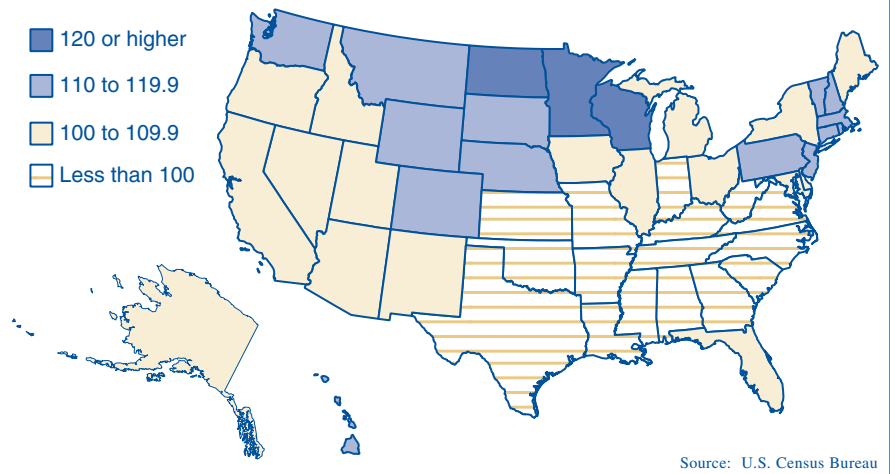 120 or higher
110 to 119.9
100 to 109.9
Less than 100
Source: U.S. Census Bureau